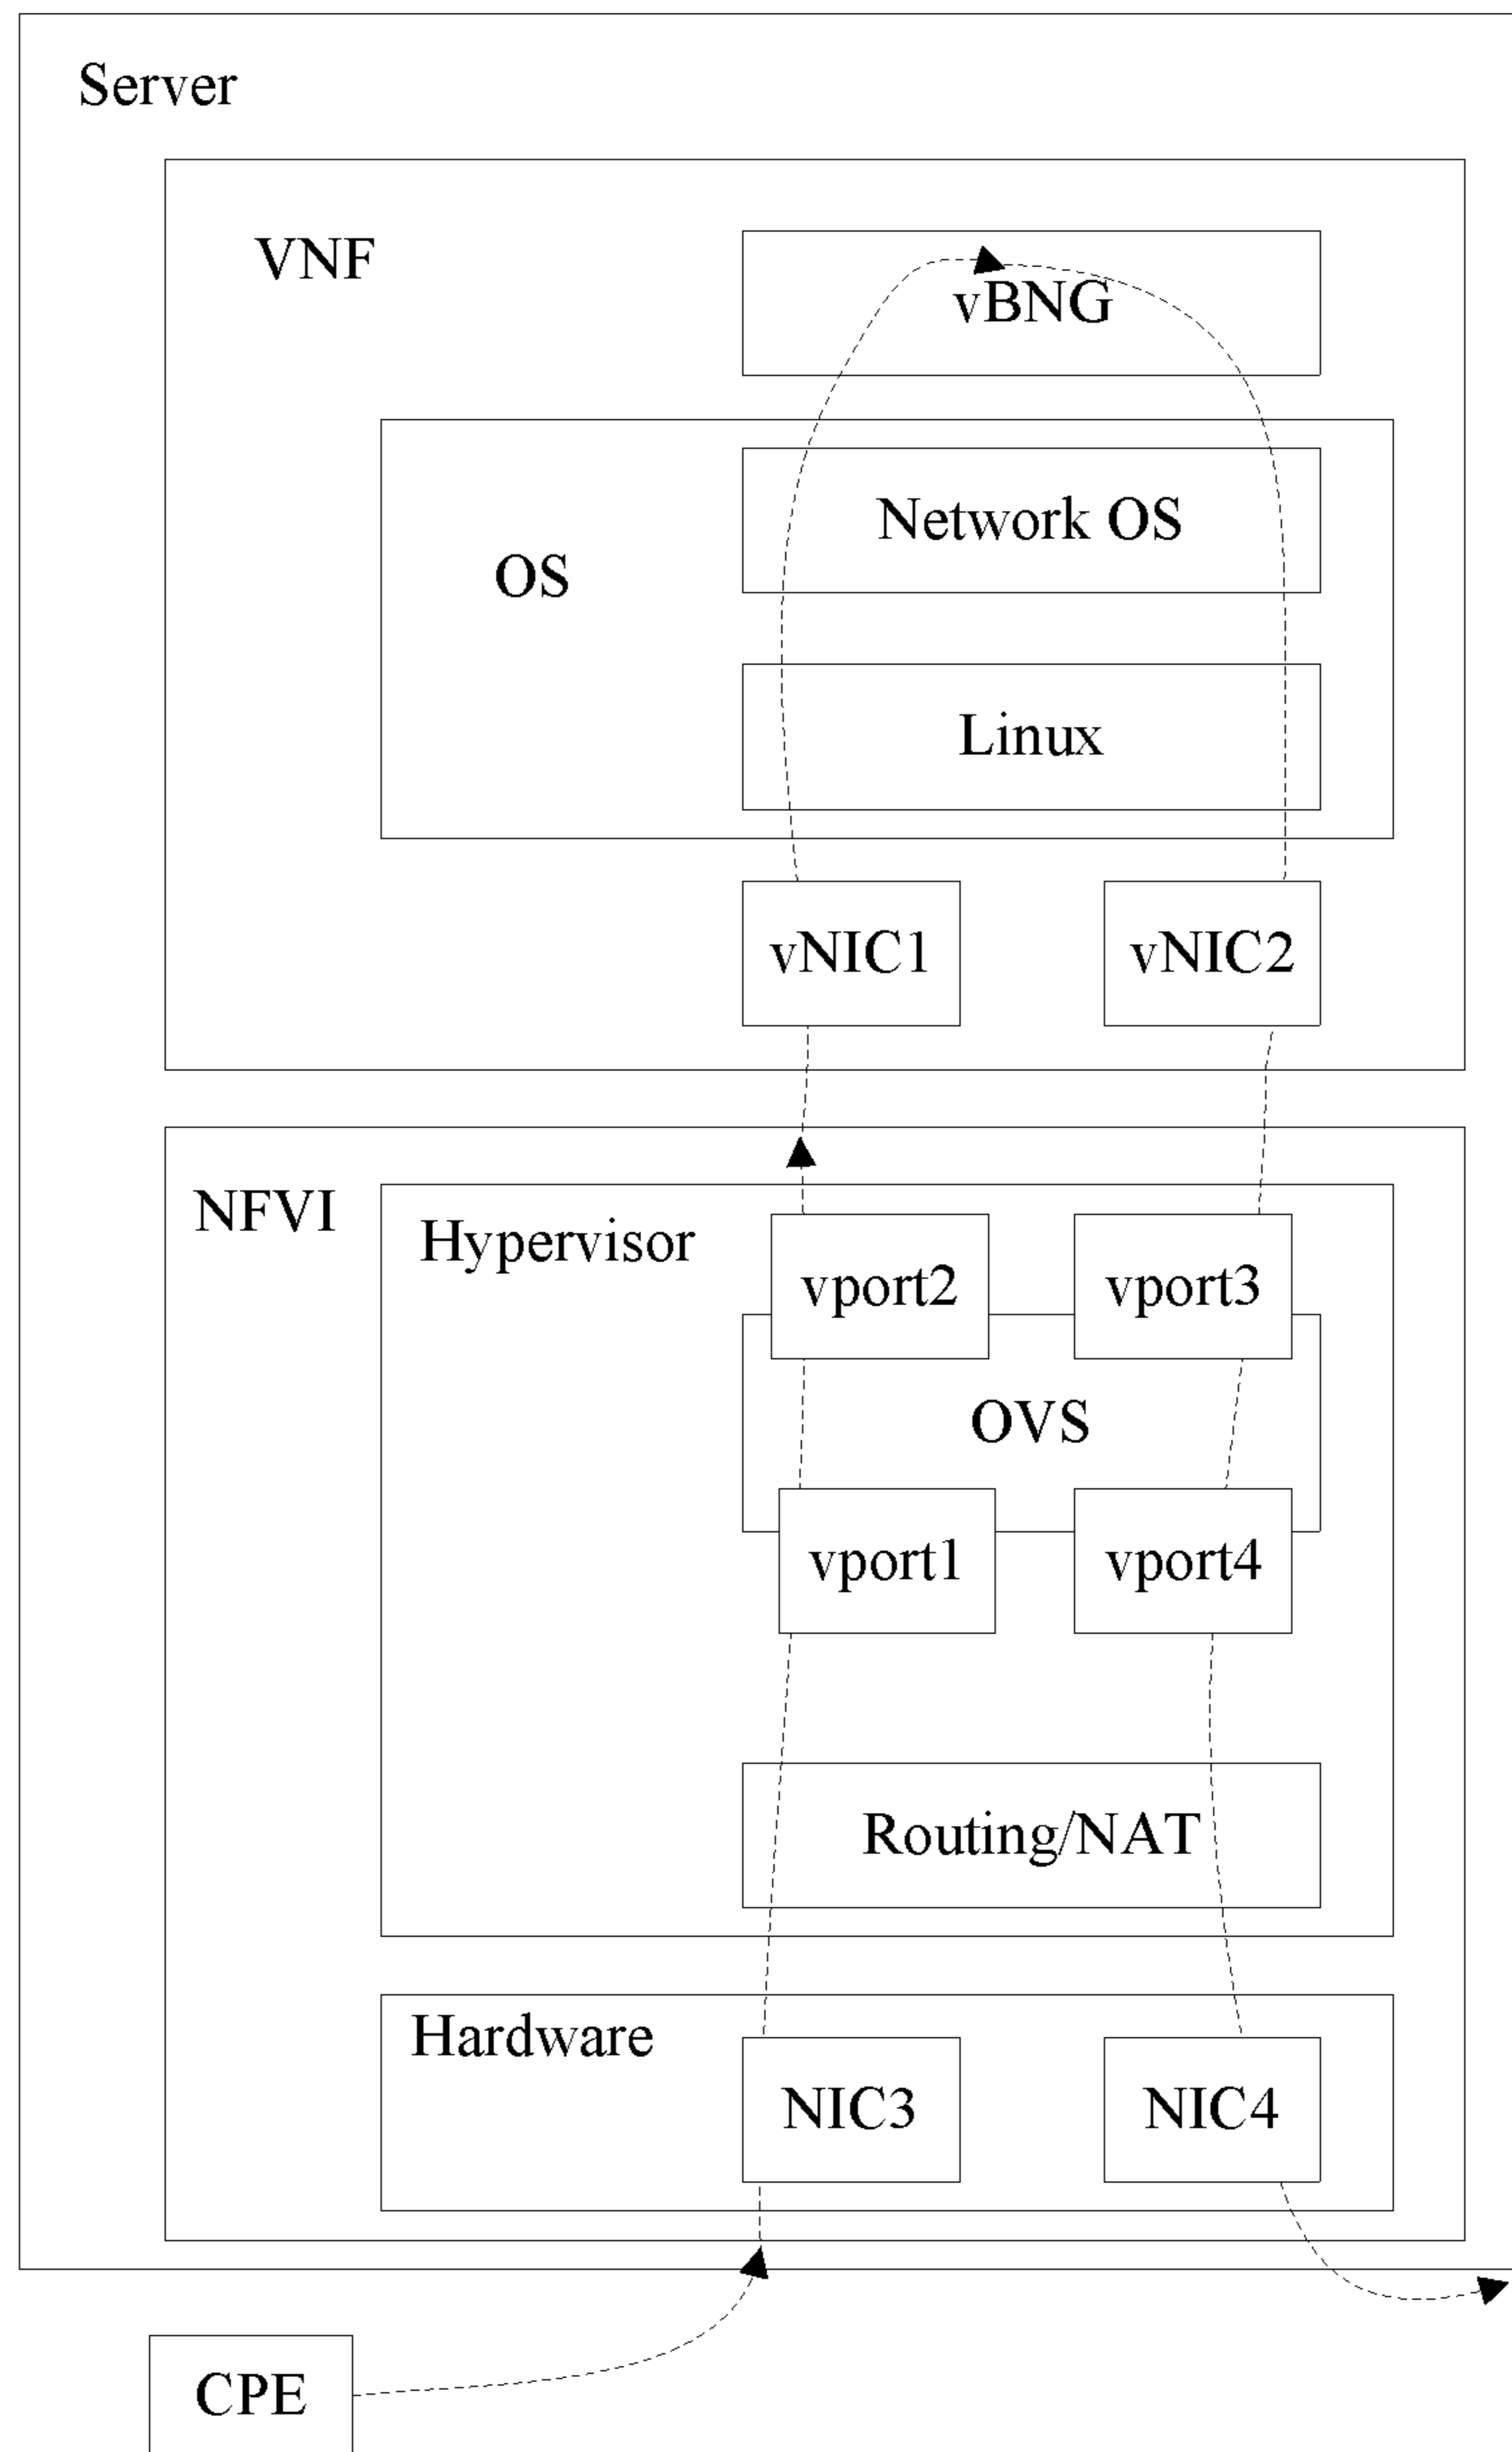 Server
VNF
vBNG
Network OS
OS
Linux
vNIC1
vNIC2
NFVI
Hypervisor
vport2
vport3
OVS
vport1
vport4
Routing/NAT
Hardware
NIC3
NIC4
CPE